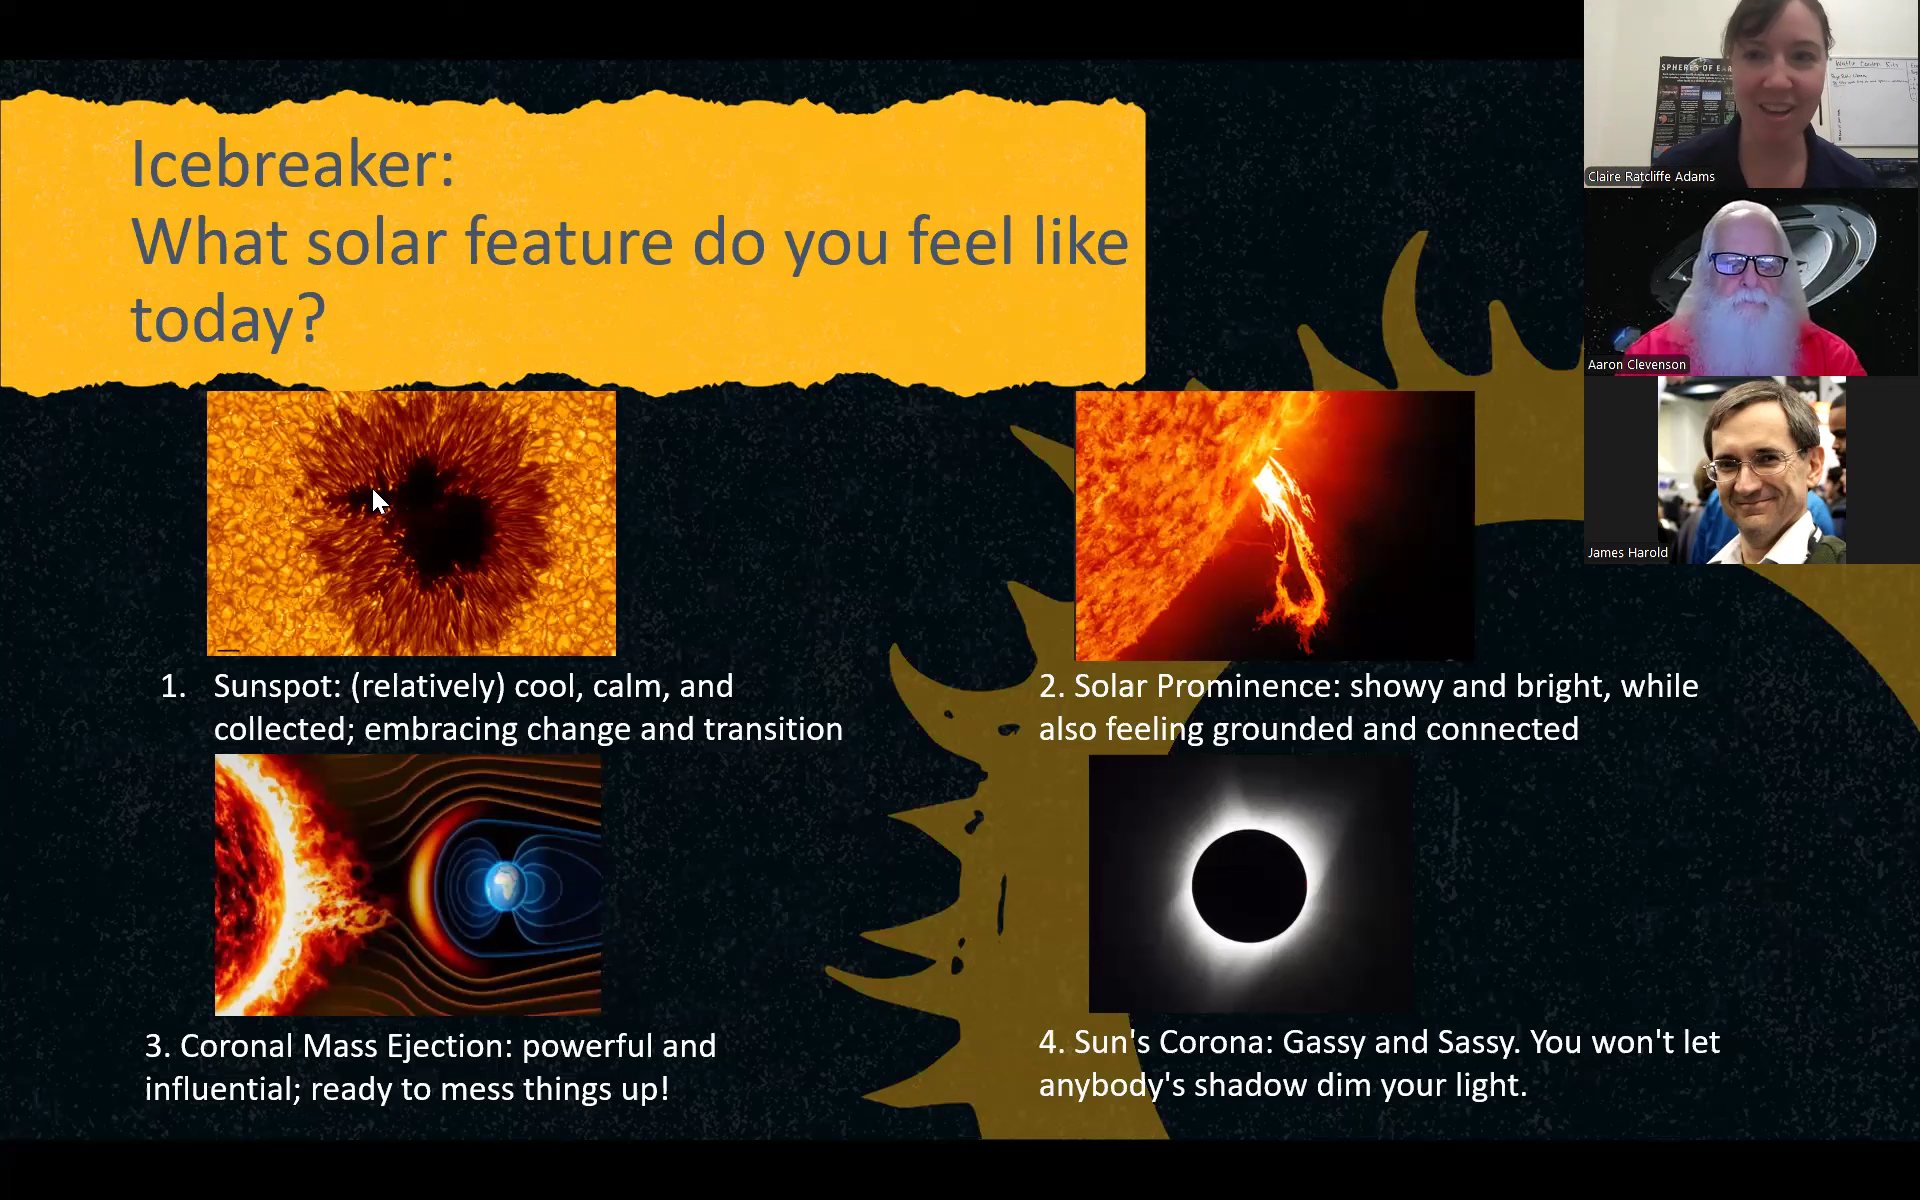 Icebreaker:
What solar feature do you feel like
today?
1. Sunspot: (relatively) cool, calm, and
collected; embracing change and transition
2. Solar Prominence: showy and bright, while
also feeling grounded and connected
3. Coronal Mass Ejection: powerful and
influential; ready to mess things up!
4. Sun's Corona: Gassy and Sassy. You won't let
anybody's shadow dim your light.
SPHERES OF EAR
Claire Ratcliffe Adams
Aaron Clevenson
James Harold